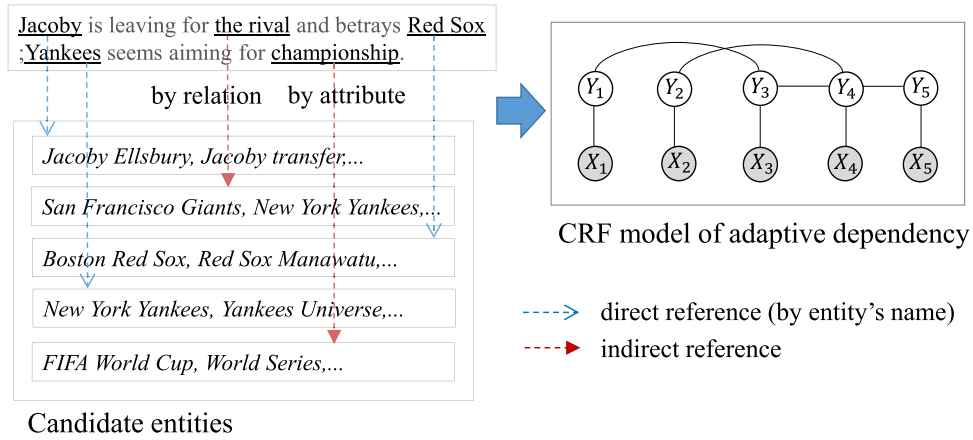 Jacoby is leaving for the rival and betrays Red Sox
;Yankees seems aiming for championship.
by relation by attribute
Jacoby Ellsbury, Jacoby transfer,...
San Francisco Giants, New York Yankees,...
Boston Red Sox, Red Sox Manawatu,...
New York Yankees, Yankees Universe,...
FIFA World Cup, World Series,...
Candidate entities
Y1 Y2 Y3 Y4 Y5
X1 X2 X3 X4 X5
CRF model of adaptive dependency
direct reference (by entity's name)
indirect reference